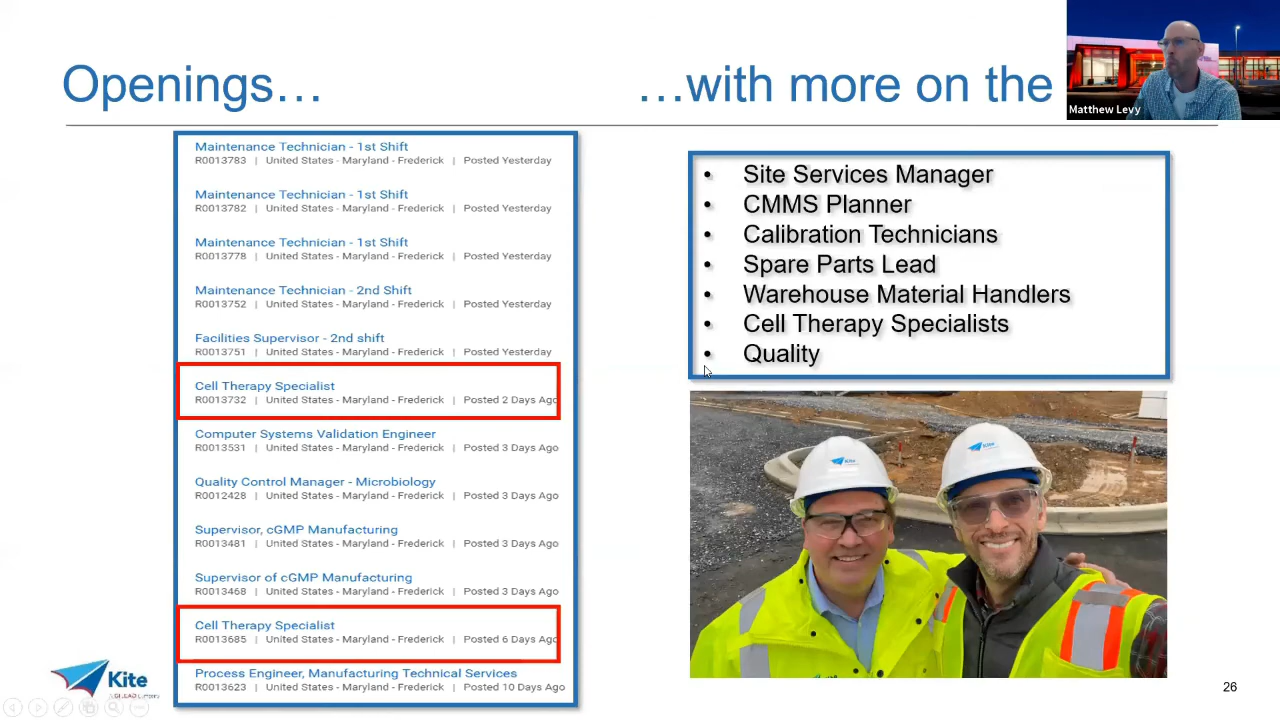 Openings…
…with more on the
Matthew Levy
Maintenance Technician - 1st Shift
R0013783 | United States - Maryland - Frederick | Posted Yesterday
Maintenance Technician - 1st Shift
R0013782 | United States - Maryland - Frederick | Posted Yesterday
Maintenance Technician - 1st Shift
R0013778 | United States - Maryland - Frederick | Posted Yesterday
Maintenance Technician - 2nd Shift
R0013752 | United States - Maryland - Frederick | Posted Yesterday
Facilities Supervisor - 2nd shift
R0013751 | United States - Maryland - Frederick | Posted Yesterday
Cell Therapy Specialist
R0013732 | United States - Maryland - Frederick | Posted 2 Days Ago
Computer Systems Validation Engineer
R0013531 | United States - Maryland - Frederick | Posted 3 Days Ago
Quality Control Manager - Microbiology
R0012428 | United States - Maryland - Frederick | Posted 3 Days Ago
Supervisor, cGMP Manufacturing
R0013481 | United States - Maryland - Frederick | Posted 3 Days Ago
Supervisor of cGMP Manufacturing
R0013468 | United States - Maryland - Frederick | Posted 3 Days Ago
Cell Therapy Specialist
R0013685 | United States - Maryland - Frederick | Posted 6 Days Ago
Process Engineer, Manufacturing Technical Services
R0013623 | United States - Maryland - Frederick | Posted 10 Days Ago
• Site Services Manager
• CMMS Planner
• Calibration Technicians
• Spare Parts Lead
• Warehouse Material Handlers
• Cell Therapy Specialists
• Quality
Kite
Kite
Kite
A GILEAD Company
26